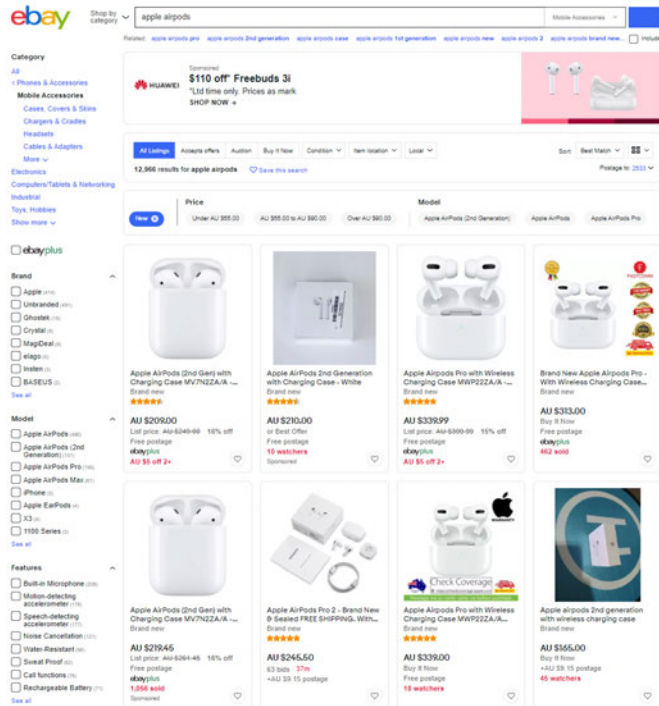 ebay
Shop by
category
apple airpods
Mobile Accessories
Related: apple airpods pro apple airpods 2nd generation apple airpods case apple airpods 1st generation apple airpods new apple airpods 2 apple airpods brand new...
Include
Category
All
< Phones & Accessories
Mobile Accessories
Cases, Covers & Skins
Chargers & Cradles
Headsets
Cables & Adapters
More
Electronics
Computers/Tablets & Networking
Industrial
Toys, Hobbies
Show more
Sponsored
HUAWEI
$110 off* Freebuds 3i
*Ltd time only. Prices as mark
SHOP NOW →
All Listings Accepts offers Auction Buy It Now Condition Item location Local
Sort: Best Match
12,966 results for apple airpods Save this search
Postage to: 2533
Price
Model
New Under AU $55.00 AU $55.00 to AU $90.00 Over AU $90.00 Apple AirPods (2nd Generation) Apple AirPods Apple AirPods Pro
ebayplus
Brand
Apple
Unbranded
Ghostek
Crystal
MagiDeal
elago
Insten
BASEUS
See all
Model
Apple AirPods
Apple AirPods (2nd
Generation)
Apple AirPods Pro
Apple AirPods Max
iPhone
Apple EarPods
X3
1100 Series
See all
Features
Built-in Microphone
Motion-detecting
accelerometer
Speech-detecting
accelerometer
Noise Cancellation
Water-Resistant
Sweat Proof
Call functions
Rechargeable Battery
See all
Apple AirPods (2nd Gen) with
Charging Case MV7N2ZA/A -...
Brand new
AU $209.00
List price: AU $249.00 16% off
Free postage
ebayplus
AU $5 off 2+
Apple AirPods 2nd Generation
with Charging Case - White
Brand new
AU $210.00
or Best Offer
Free postage
10 watchers
Sponsored
Apple Airpods Pro with Wireless
Charging Case MWP22ZA/A -...
Brand new
AU $339.99
List price: AU $399.99 15% off
Free postage
ebayplus
AU $5 off 2+
Brand New Apple Airpods Pro -
With Wireless Charging Case...
Brand new
AU $313.00
Buy It Now
Free postage
ebayplus
462 sold
Apple AirPods (2nd Gen) with
Charging Case MV7N2ZA/A -...
Brand new
AU $219.45
List price: AU $261.45 16% off
Free postage
ebayplus
1,056 sold
Sponsored
Apple AirPods Pro 2 - Brand New
& Sealed FREE SHIPPING. With...
Brand new
AU $245.50
63 bids · 37m
+AU $9.15 postage
WARRANTY
Check Coverage
Apple AirPods Pro with Wireless
Charging Case MWP22ZA/A -...
Brand new
AU $339.00
Buy It Now
Free postage
18 watchers
Apple airpods 2nd generation
with wireless charging case
Brand new
AU $165.00
Buy It Now
+AU $9.15 postage
45 watchers